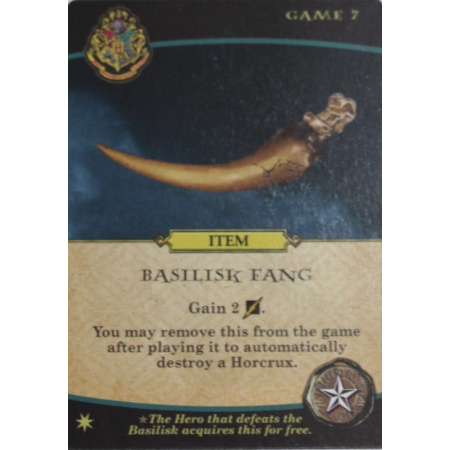 GAME 7
ITEM
BASILISK FANG
Gain 2 .
You may remove this from the game
after playing it to automatically
destroy a Horcrux.
*The Hero that defeats the
Basilisk acquires this for free.